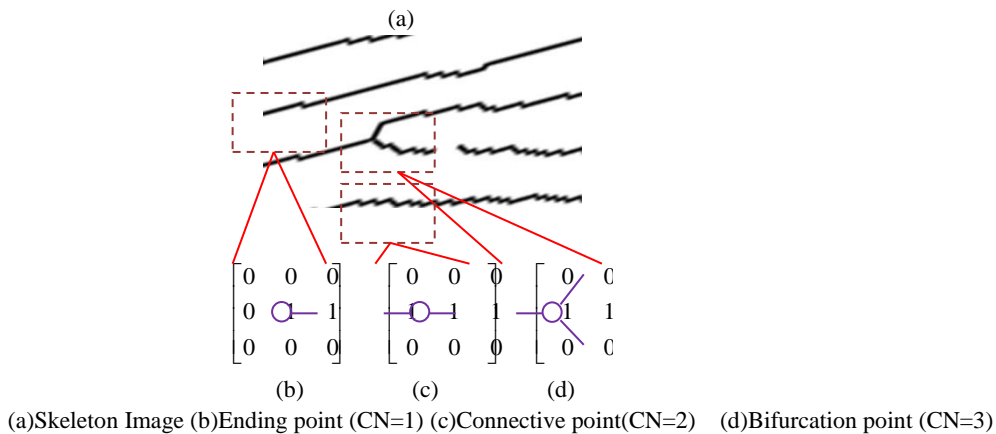 (a)
0 0 0 0 0 0 0 0
0 1 1 1 1 1 1 1
0 0 0 0 0 0 0 0
(b) (c) (d)
(a)Skeleton Image (b)Ending point (CN=1) (c)Connective point(CN=2) (d)Bifurcation point (CN=3)